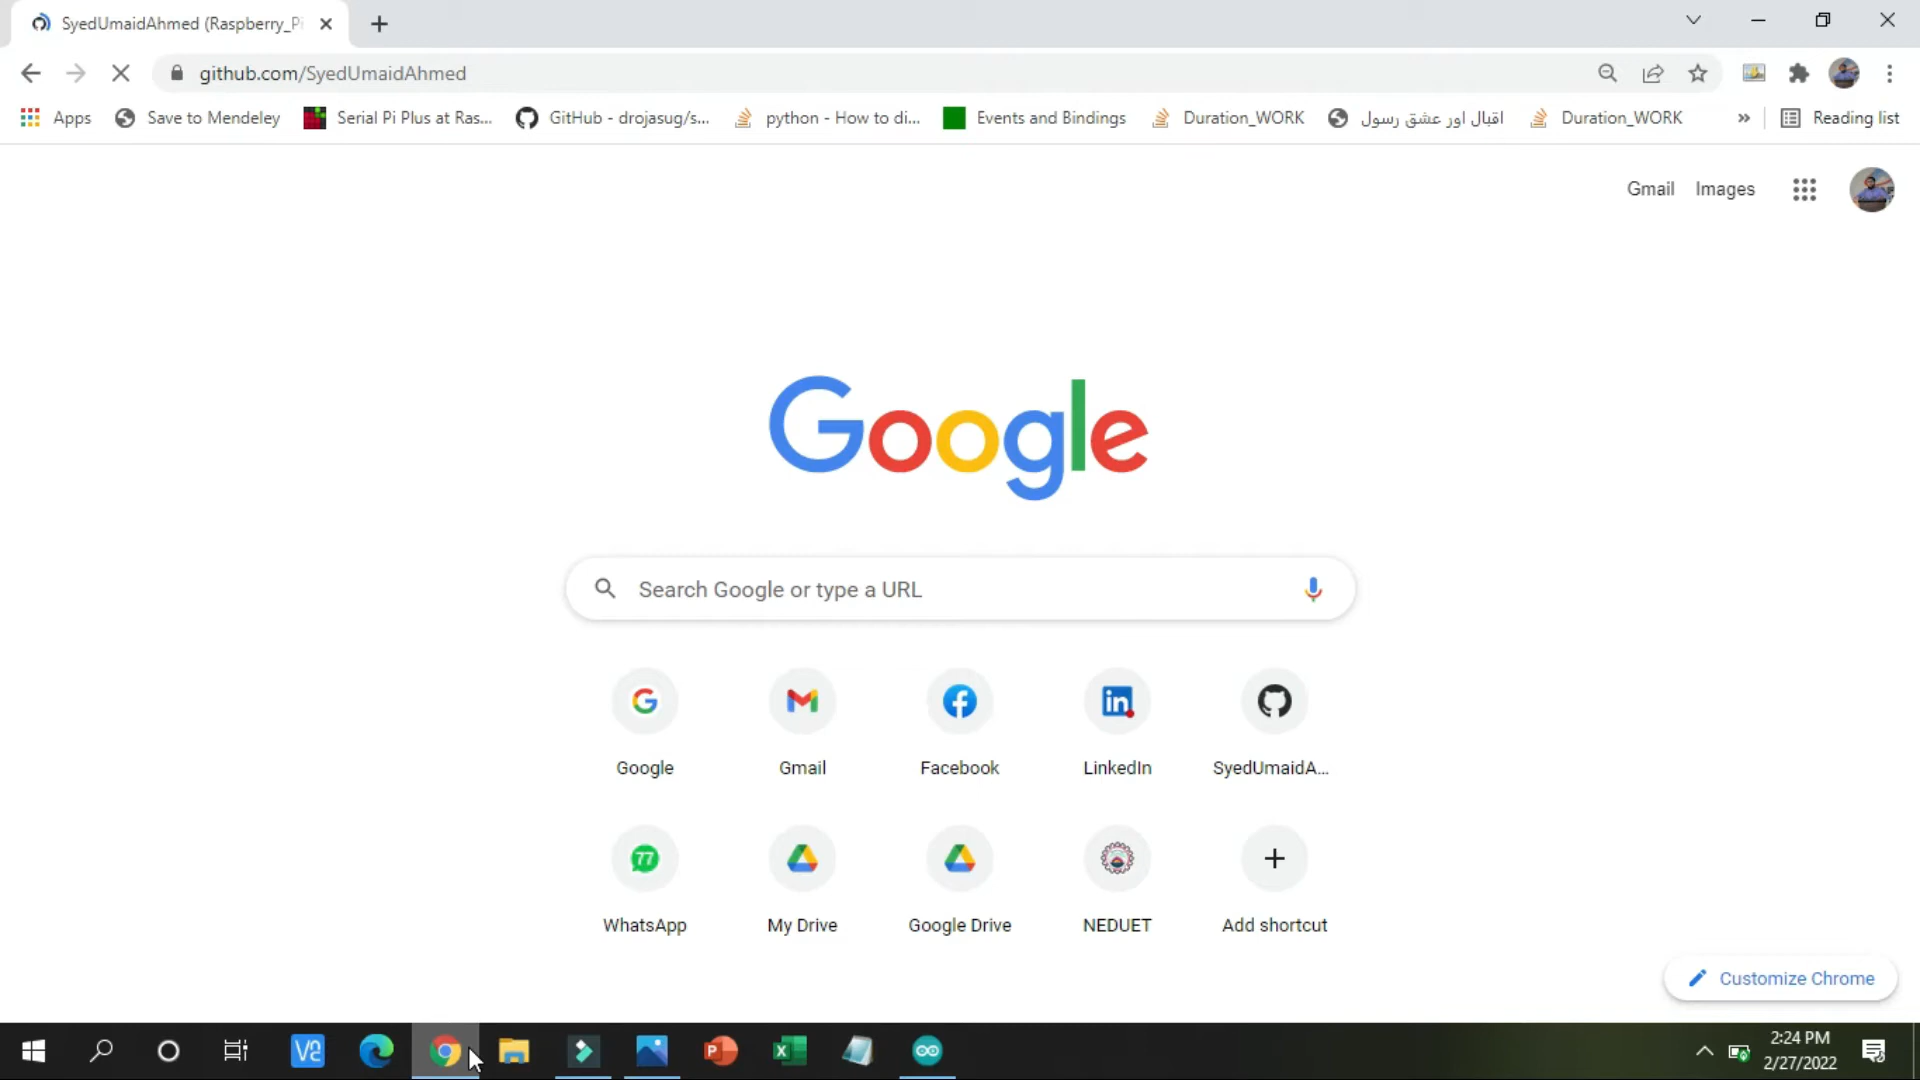 SyedUmaidAhmed (Raspberry_Pi
github.com/SyedUmaidAhmed
Apps
Save to Mendeley
Serial Pi Plus at Ras...
GitHub - drojasug/s...
python - How to di...
Events and Bindings
Duration_WORK
اقبال اور عشق رسول
Duration_WORK
»
Reading list
Gmail
Images
Google
Search Google or type a URL
Google
Gmail
Facebook
LinkedIn
SyedUmaidA...
WhatsApp
My Drive
Google Drive
NEDUET
Add shortcut
Customize Chrome
2:24 PM
2/27/2022